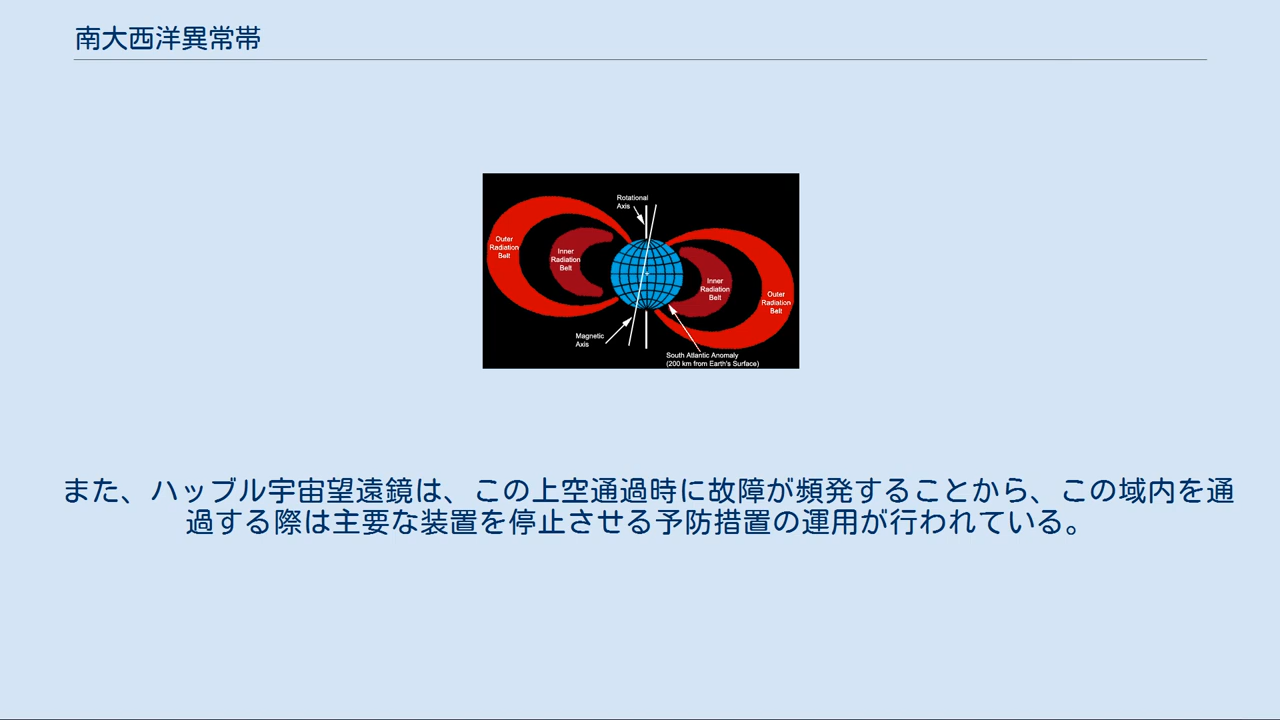 南大西洋異常帯
Rotational
Axis
Outer
Radiation
Belt
Inner
Radiation
Belt
Inner
Radiation
Belt
Outer
Radiation
Belt
Magnetic
Axis
South Atlantic Anomaly
(200 km from Earth's Surface)
また、ハッブル宇宙望遠鏡は、この上空通過時に故障が頻発することから、この域内を通
過する際は主要な装置を停止させる予防措置の運用が行われている。